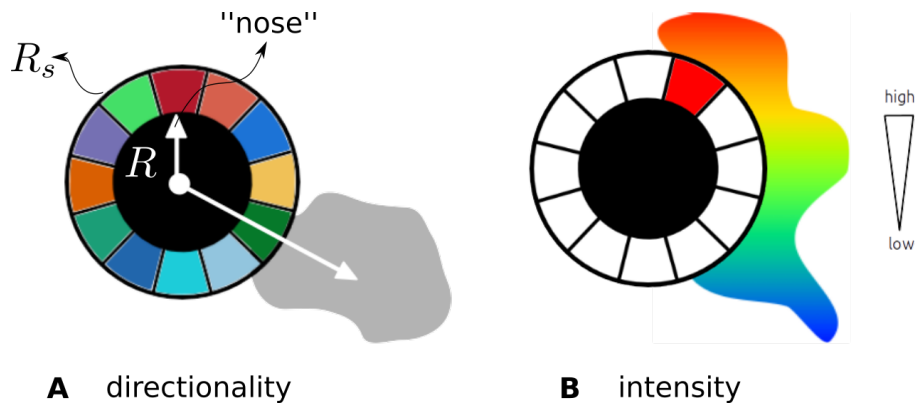 "nose"
R_s
R
high
low
A directionality
B intensity